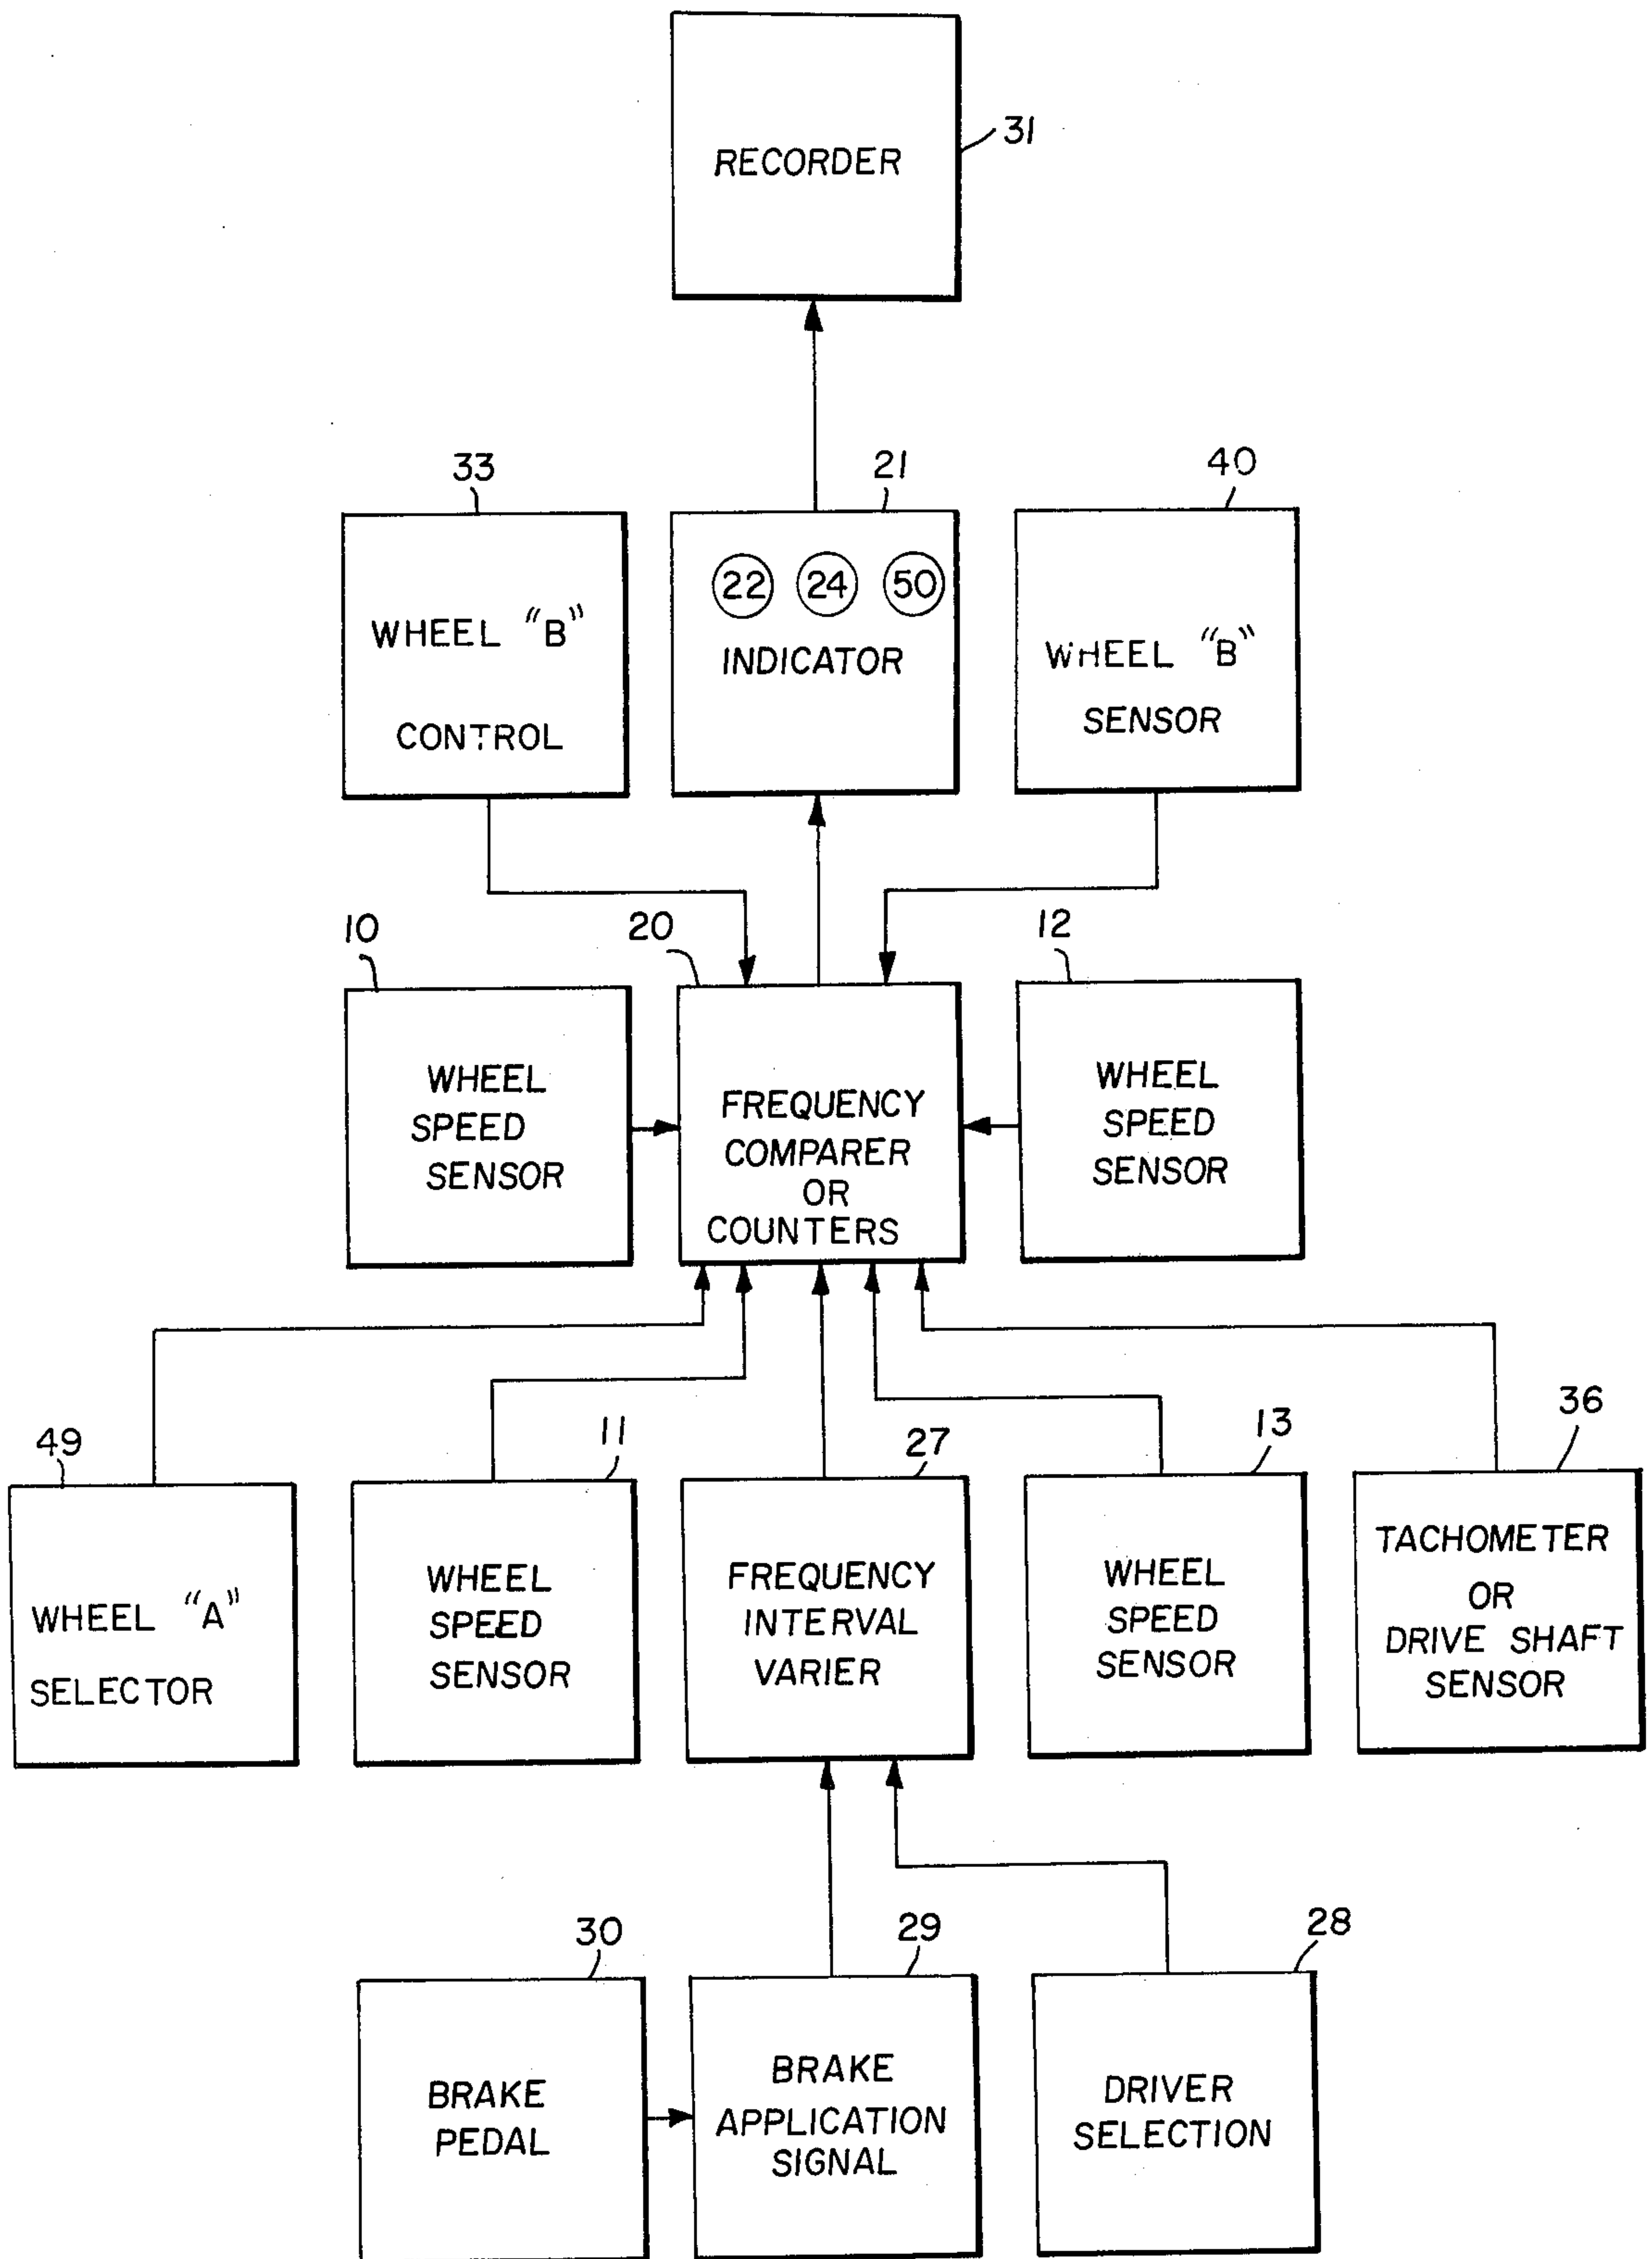 RECORDER
31
33
21
40
22 24 50
WHEEL "B"
CONTROL
INDICATOR
WHEEL "B"
SENSOR
10
20
12
WHEEL
SPEED
SENSOR
FREQUENCY
COMPARER
OR
COUNTERS
WHEEL
SPEED
SENSOR
49
11
27
13
36
WHEEL "A"
SELECTOR
WHEEL
SPEED
SENSOR
FREQUENCY
INTERVAL
VARIER
WHEEL
SPEED
SENSOR
TACHOMETER
OR
DRIVE SHAFT
SENSOR
30
29
28
BRAKE
PEDAL
BRAKE
APPLICATION
SIGNAL
DRIVER
SELECTION